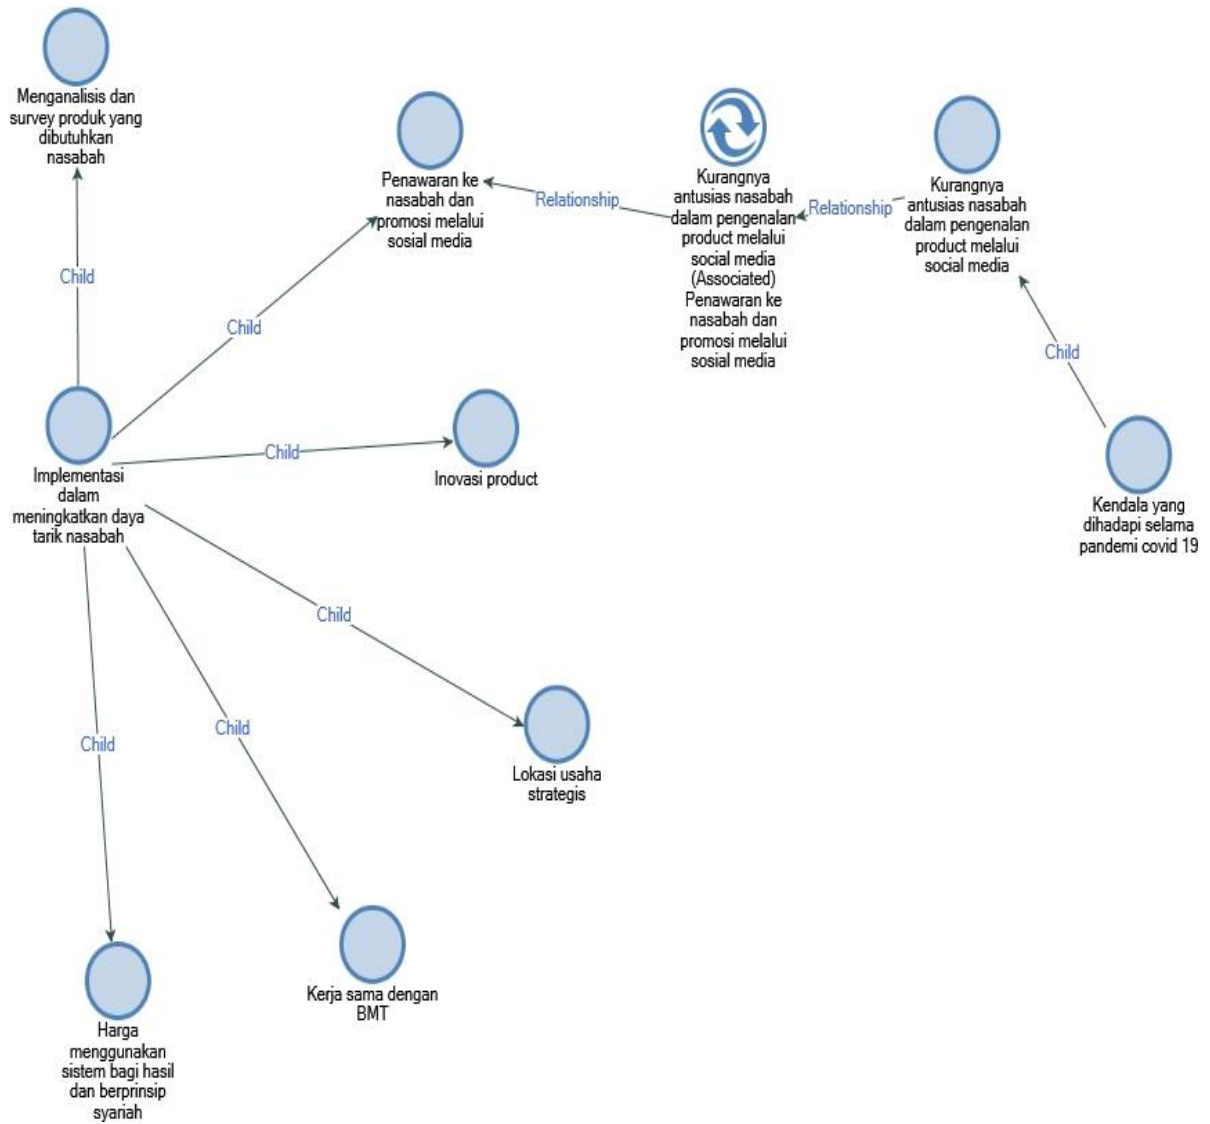 Menganalisis dan
survey produk yang
dibutuhkan
nasabah
Penawaran ke
nasabah dan
promosi melalui
sosial media
Relationship
Kurangnya
antusias nasabah
dalam pengenalan
product melalui
social media
(Associated)
Penawaran ke
nasabah dan
promosi melalui
sosial media
Relationship
Kurangnya
antusias nasabah
dalam pengenalan
product melalui
social media
Child
Child
Child
Implementasi
dalam
meningkatkan daya
tarik nasabah
Child
Inovasi product
Kendala yang
dihadapi selama
pandemi covid 19
Child
Lokasi usaha
strategis
Child
Child
Kerja sama dengan
BMT
Harga
menggunakan
sistem bagi hasil
dan berprinsip
syariah